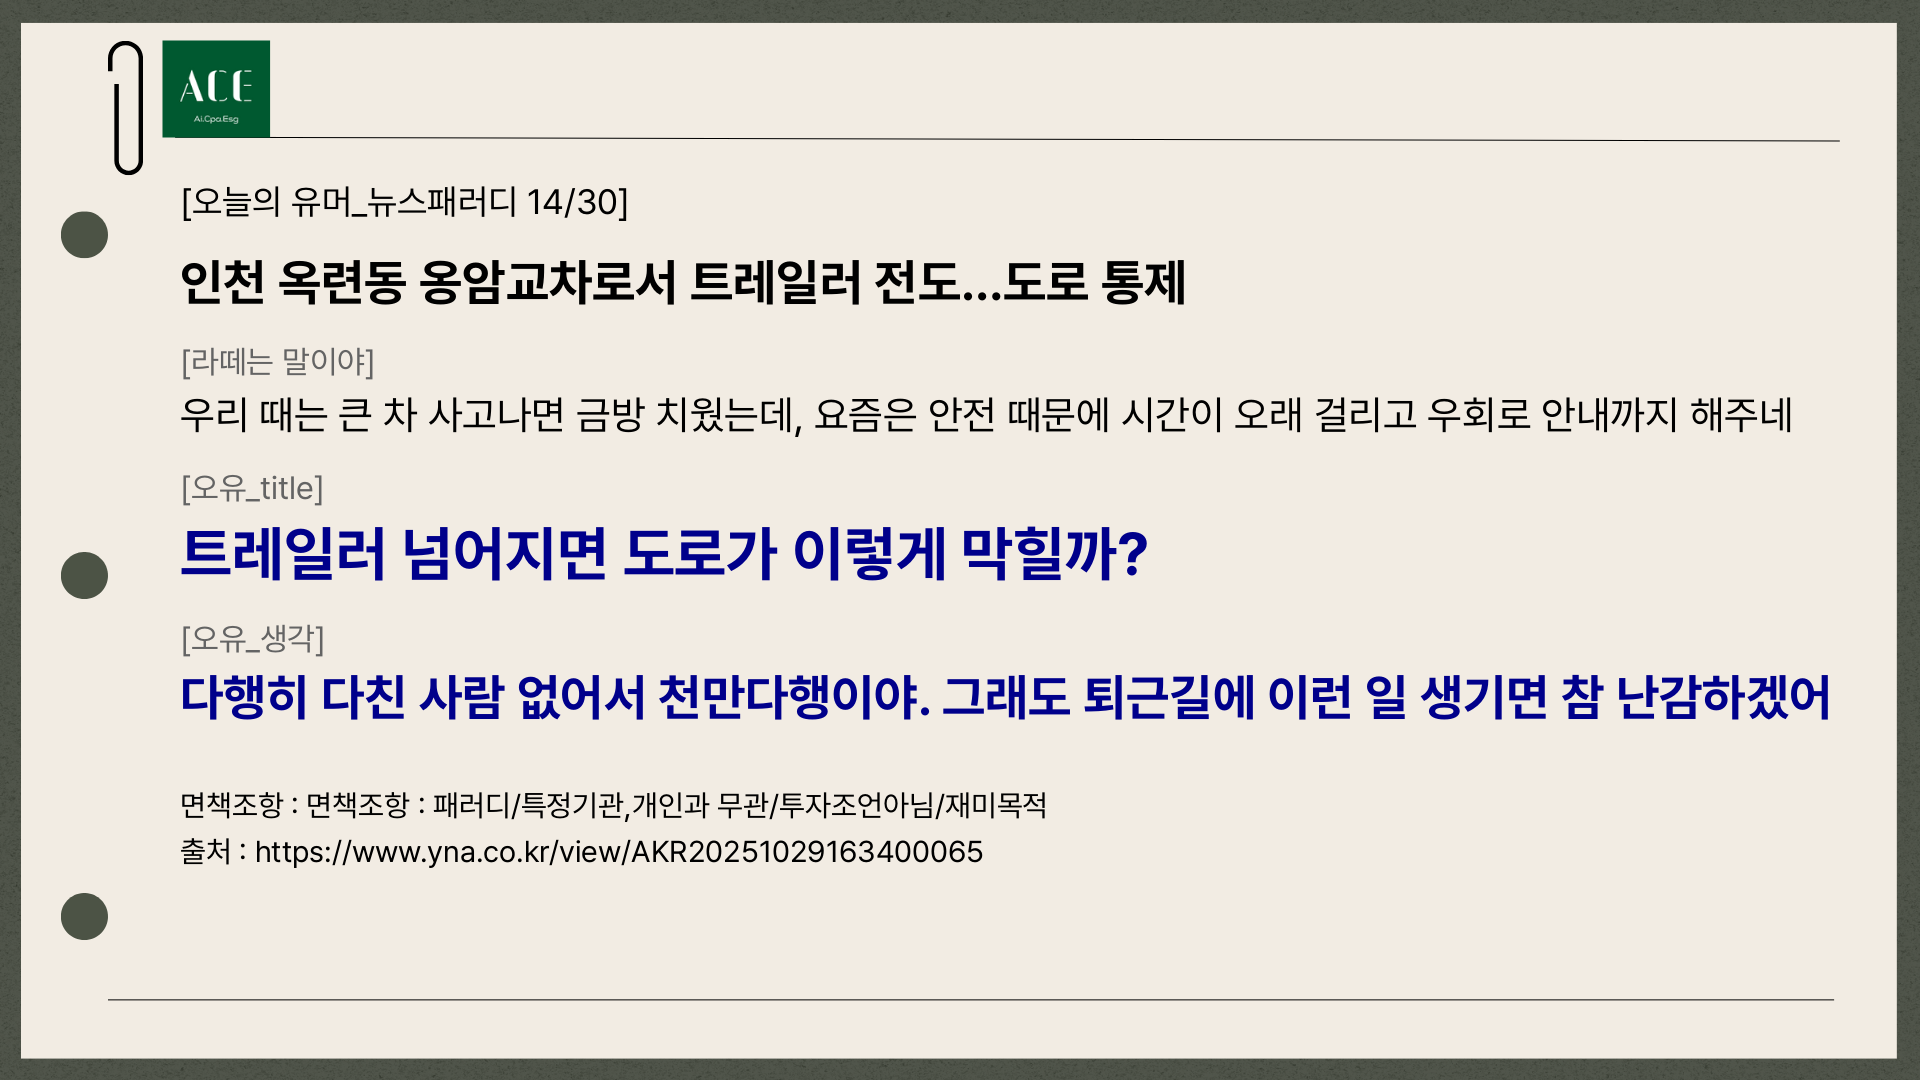 ACE
Ai.Cpa.Esg
[오늘의 유머_뉴스패러디 14/30]
인천 옥련동 옹암교차로서 트레일러 전도…도로 통제
[라떼는 말이야]
우리 때는 큰 차 사고나면 금방 치웠는데, 요즘은 안전 때문에 시간이 오래 걸리고 우회로 안내까지 해주네
[오유_title]
트레일러 넘어지면 도로가 이렇게 막힐까?
[오유_생각]
다행히 다친 사람 없어서 천만다행이야. 그래도 퇴근길에 이런 일 생기면 참 난감하겠어
면책조항 : 면책조항 : 패러디/특정기관,개인과 무관/투자조언아님/재미목적
출처 : https://www.yna.co.kr/view/AKR20251029163400065